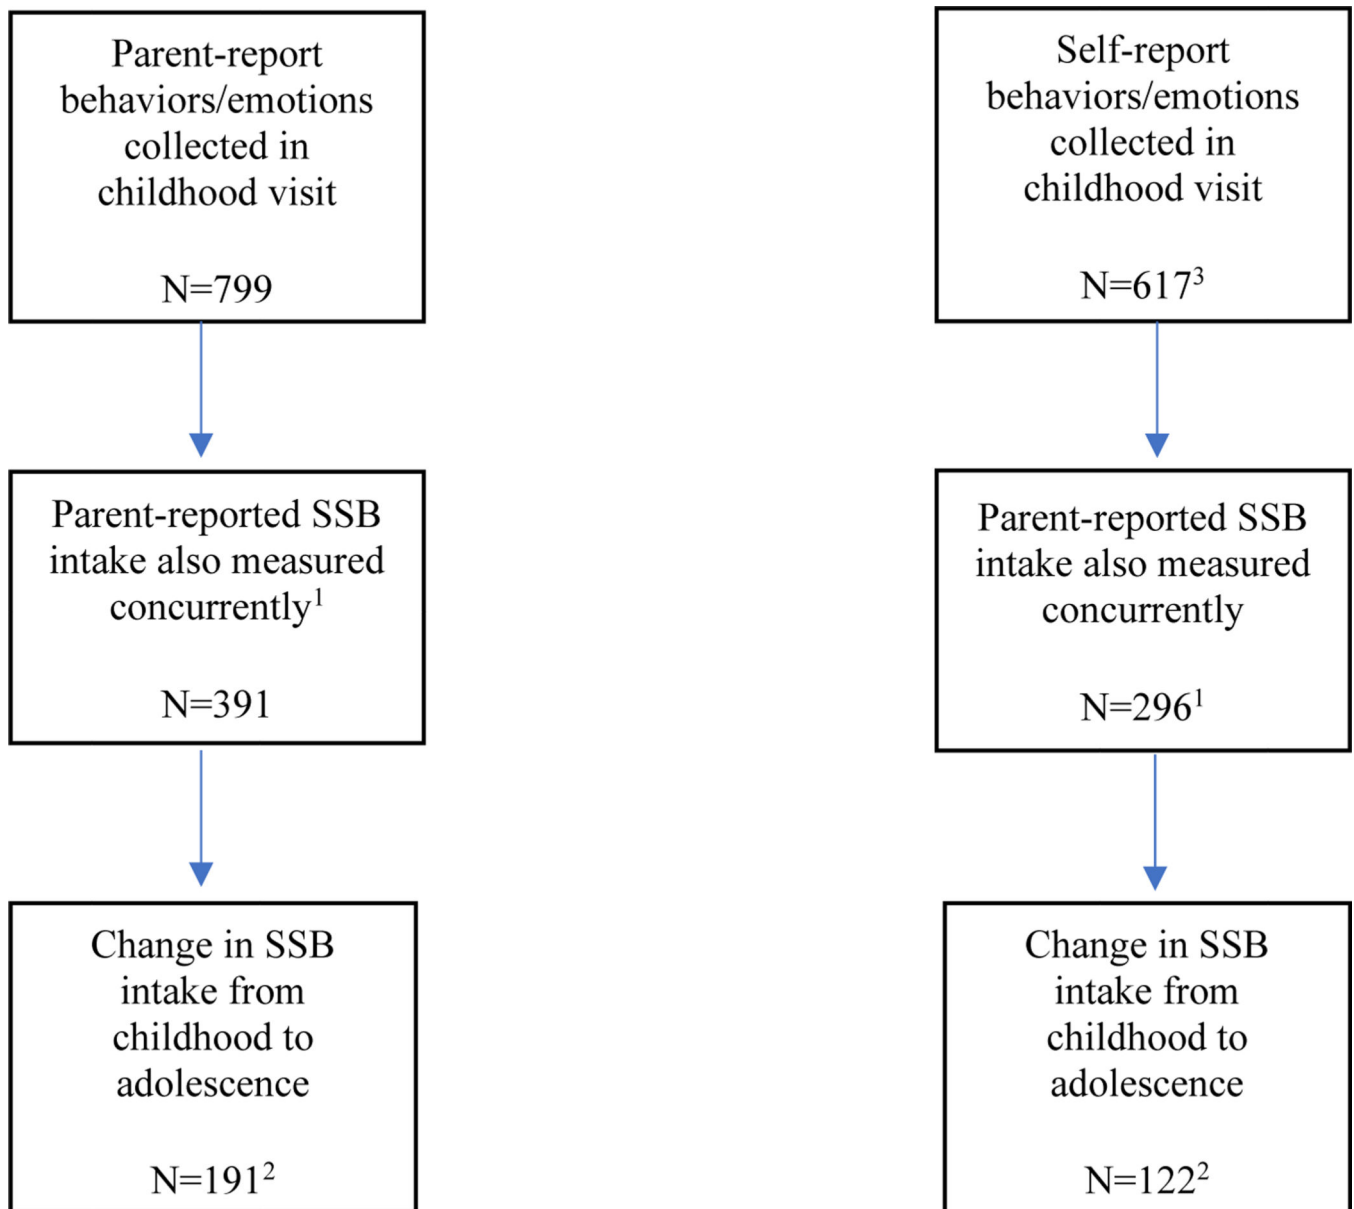 Parent-report
behaviors/emotions
collected in
childhood visit
N=799
Parent-reported SSB
intake also measured
concurrently¹
N=391
Change in SSB
intake from
childhood to
adolescence
N=191²
Self-report
behaviors/emotions
collected in
childhood visit
N=617³
Parent-reported SSB
intake also measured
concurrently
N=296¹
Change in SSB
intake from
childhood to
adolescence
N=122²